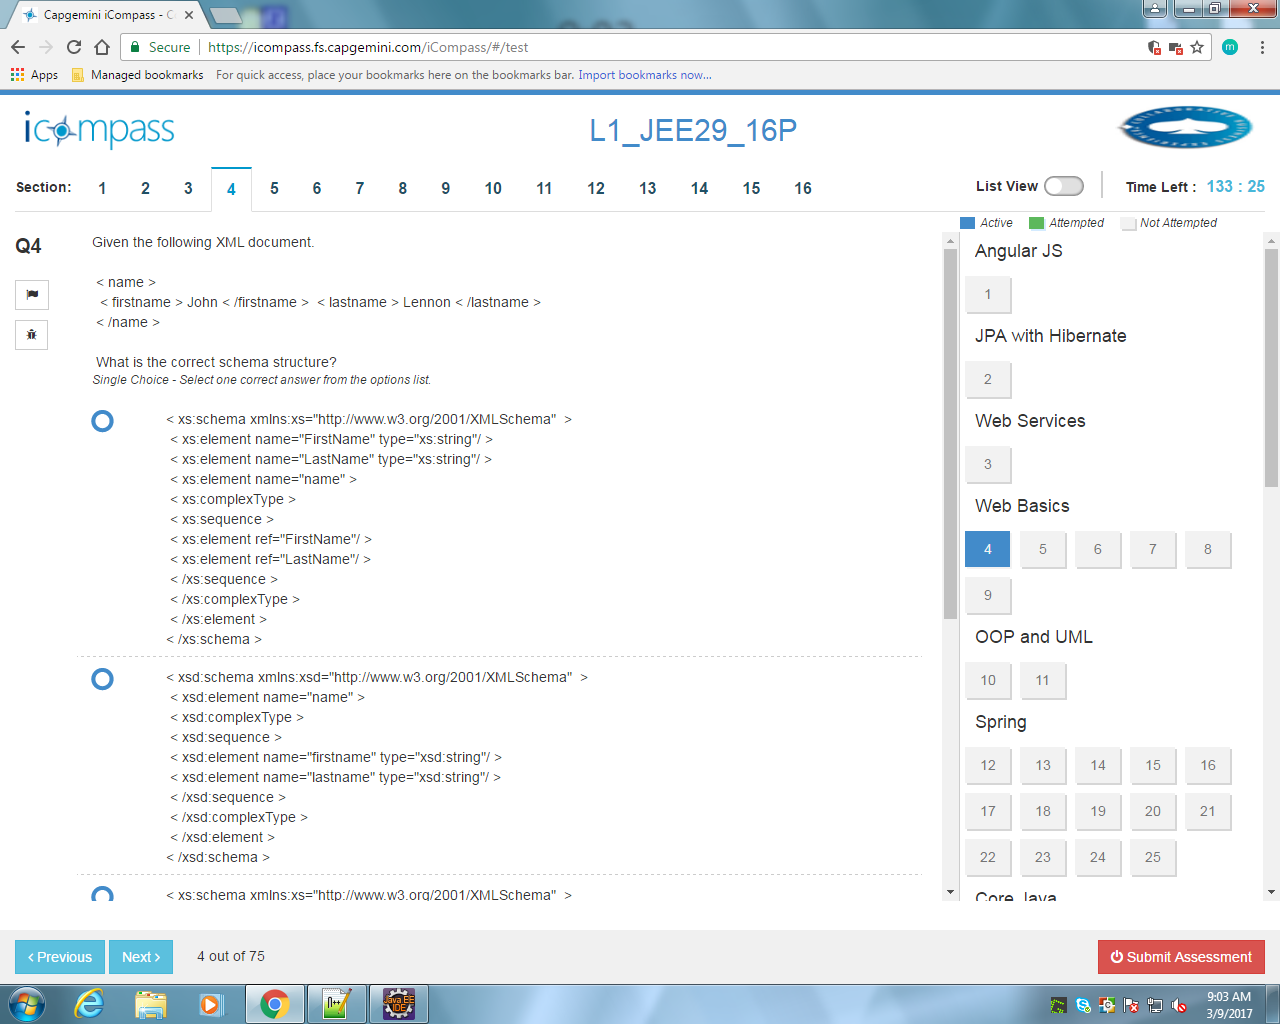 Capgemini iCompass - C
Secure
https://icompass.fs.capgemini.com/iCompass/#/test
m
Apps
Managed bookmarks
For quick access, place your bookmarks here on the bookmarks bar. Import bookmarks now...
icompass
L1_JEE29_16P
Section: 1 2 3 4 5 6 7 8 9 10 11 12 13 14 15 16
List View
Time Left : 133 : 25
Active Attempted Not Attempted
Q4
Given the following XML document.
< name >
< firstname > John < /firstname > < lastname > Lennon < /lastname >
< /name >
What is the correct schema structure?
Single Choice - Select one correct answer from the options list.
< xs:schema xmlns:xs="http://www.w3.org/2001/XMLSchema" >
< xs:element name="FirstName" type="xs:string"/ >
< xs:element name="LastName" type="xs:string"/ >
< xs:element name="name" >
< xs:complexType >
< xs:sequence >
< xs:element ref="FirstName"/ >
< xs:element ref="LastName"/ >
< /xs:sequence >
< /xs:complexType >
< /xs:element >
< /xs:schema >
< xsd:schema xmlns:xsd="http://www.w3.org/2001/XMLSchema" >
< xsd:element name="name" >
< xsd:complexType >
< xsd:sequence >
< xsd:element name="firstname" type="xsd:string"/ >
< xsd:element name="lastname" type="xsd:string"/ >
< /xsd:sequence >
< /xsd:complexType >
< /xsd:element >
< /xsd:schema >
< xs:schema xmlns:xs="http://www.w3.org/2001/XMLSchema" >
Angular JS
1
JPA with Hibernate
2
Web Services
3
Web Basics
4 5 6 7 8
9
OOP and UML
10 11
Spring
12 13 14 15 16
17 18 19 20 21
22 23 24 25
Core Java
Previous
Next
4 out of 75
Submit Assessment
Java EE
IDE
9:03 AM
3/9/2017